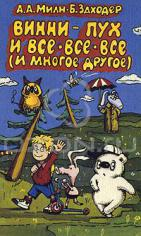 А.А.МИЛН·Б.ЗАХОДЕР
ВИННИ-ПУХ
И ВСЕ·ВСЕ·ВСЕ
(И МНОГОЕ ДРУГОЕ)